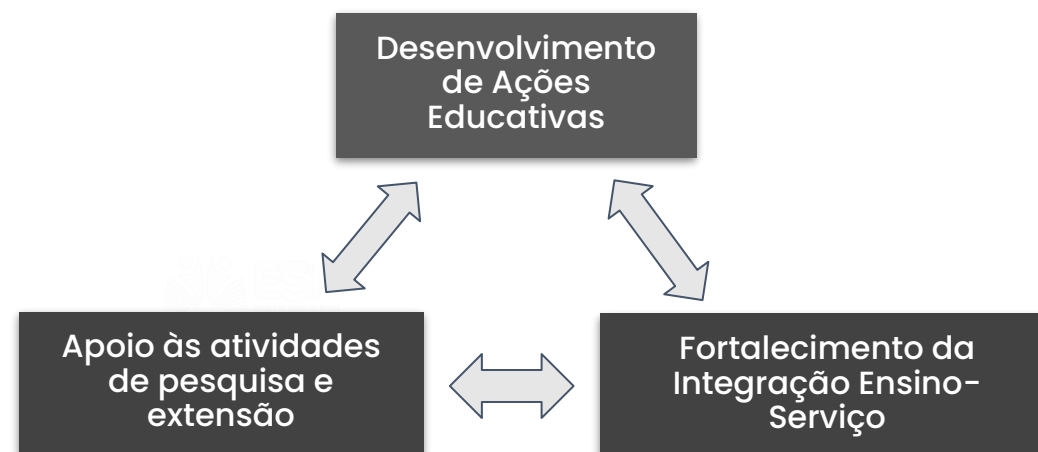 Desenvolvimento
de Ações
Educativas
Apoio às atividades
de pesquisa e
extensão
Fortalecimento da
Integração Ensino-
Serviço